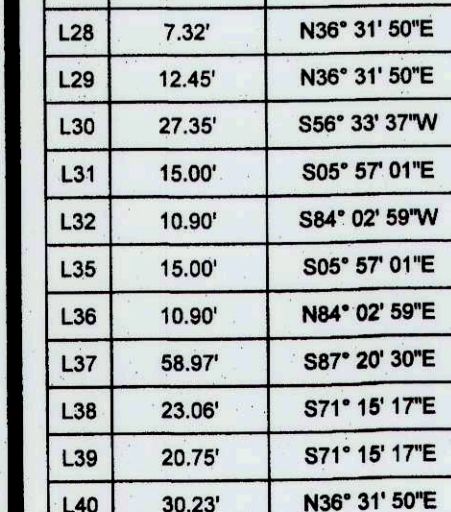 L28 7.32' N36° 31' 50"E
L29 12.45' N36° 31' 50"E
L30 27.35' S56° 33' 37"W
L31 15.00' S05° 57' 01"E
L32 10.90' S84° 02' 59"W
L35 15.00' S05° 57' 01"E
L36 10.90' N84° 02' 59"E
L37 58.97' S87° 20' 30"E
L38 23.06' S71° 15' 17"E
L39 20.75' S71° 15' 17"E
L40 30.23' N36° 31' 50"E